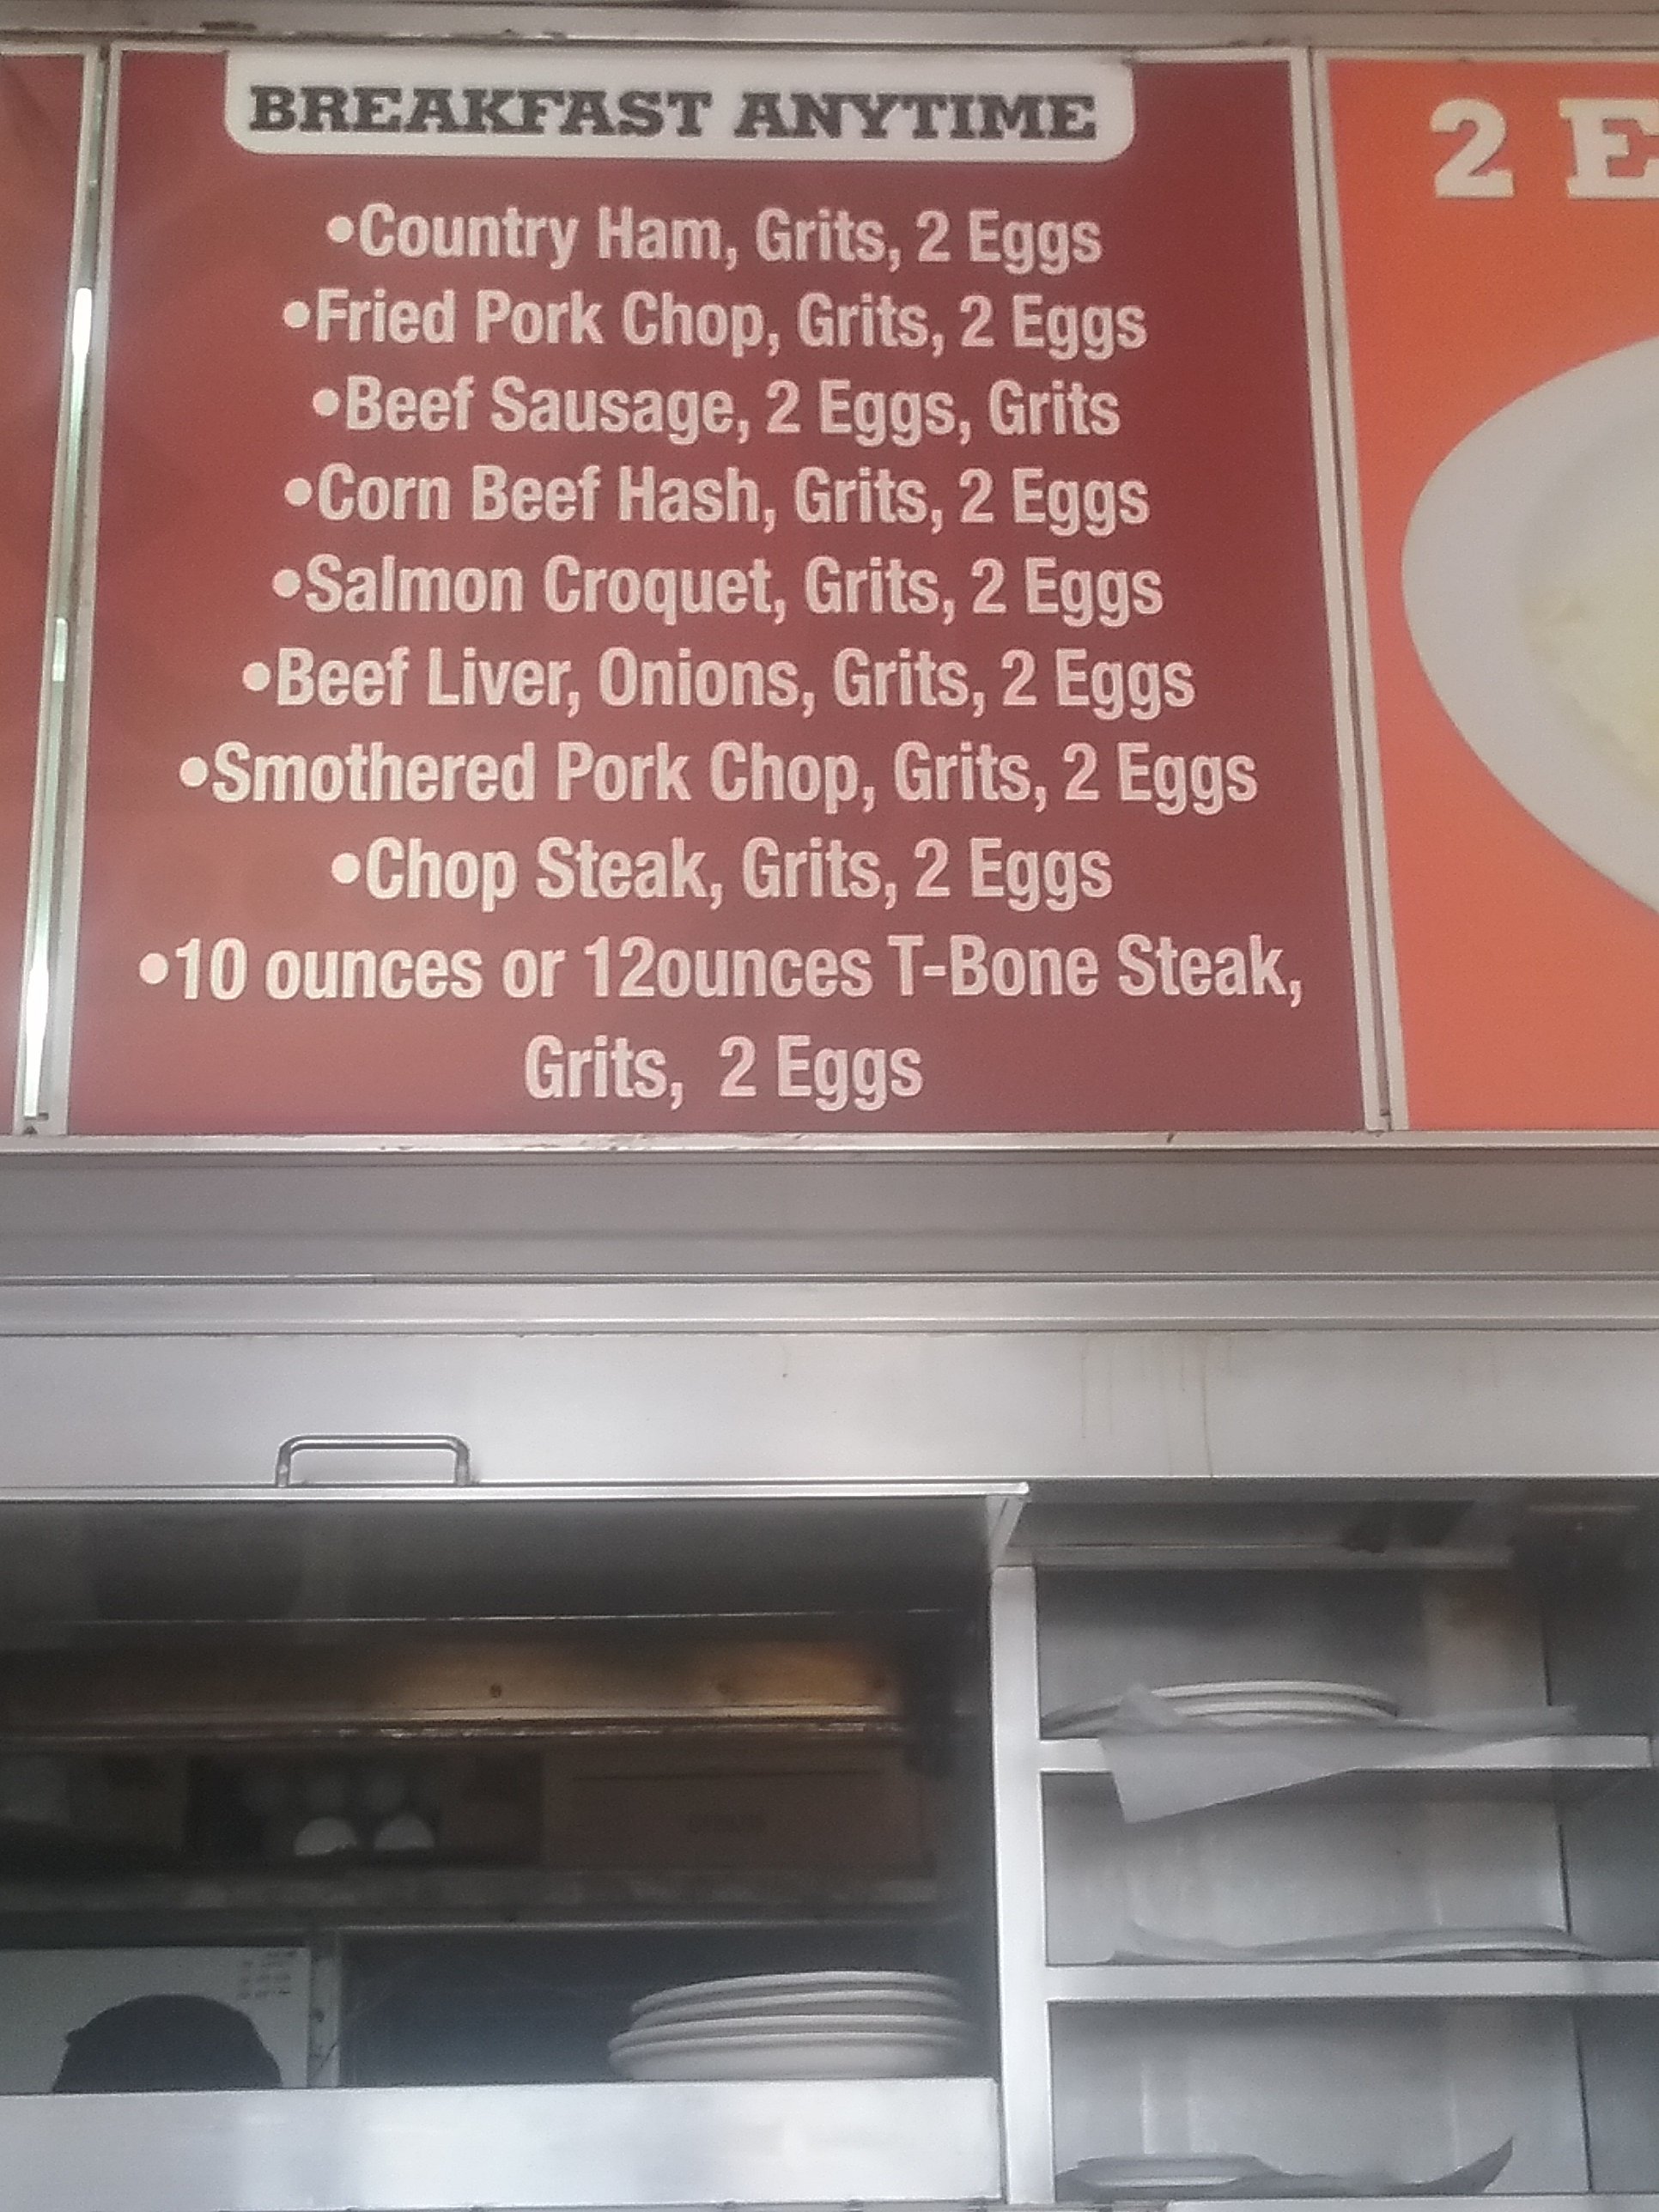 BREAKFAST ANYTIME
•Country Ham, Grits, 2 Eggs
•Fried Pork Chop, Grits, 2 Eggs
•Beef Sausage, 2 Eggs, Grits
•Corn Beef Hash, Grits, 2 Eggs
•Salmon Croquet, Grits, 2 Eggs
•Beef Liver, Onions, Grits, 2 Eggs
•Smothered Pork Chop, Grits, 2 Eggs
•Chop Steak, Grits, 2 Eggs
•10 ounces or 12ounces T-Bone Steak,
Grits, 2 Eggs
2 E